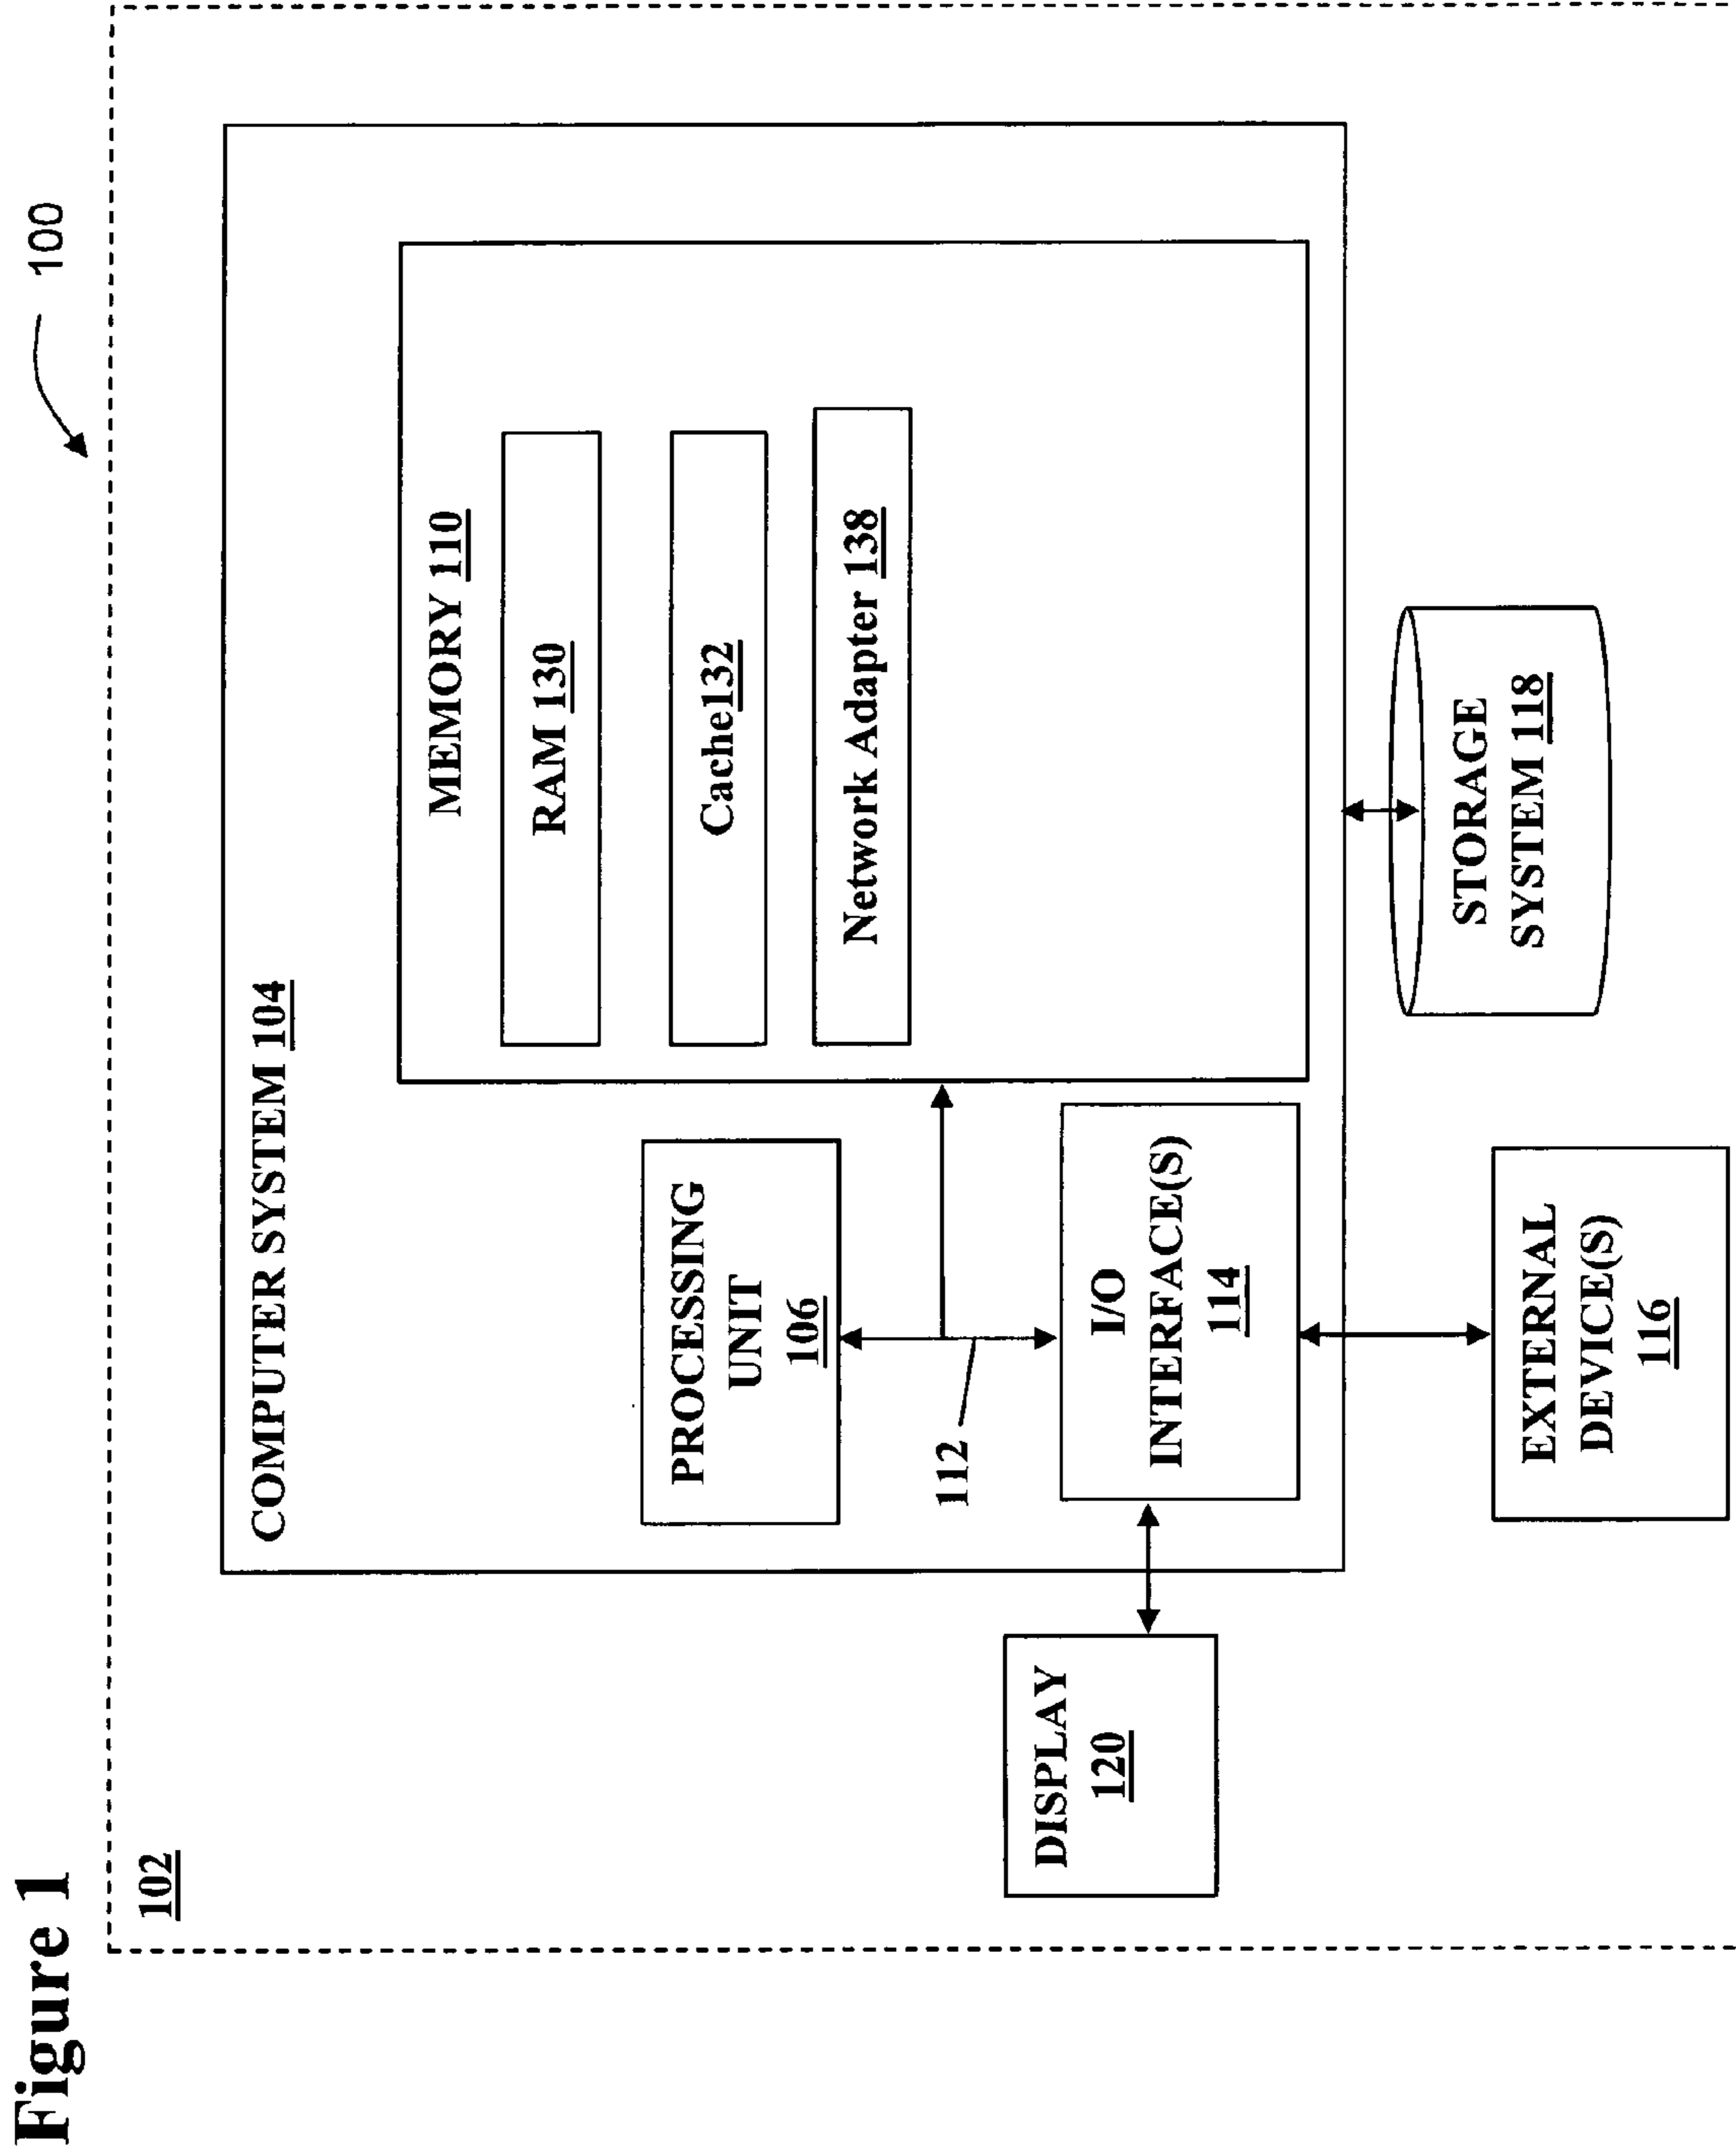 Figure 1
100
102
COMPUTER SYSTEM 104
PROCESSING
UNIT
106
MEMORY 110
RAM 130
Cache132
Network Adapter 138
112
I/O
INTERFACE(S)
114
DISPLAY
120
EXTERNAL
DEVICE(S)
116
STORAGE
SYSTEM 118